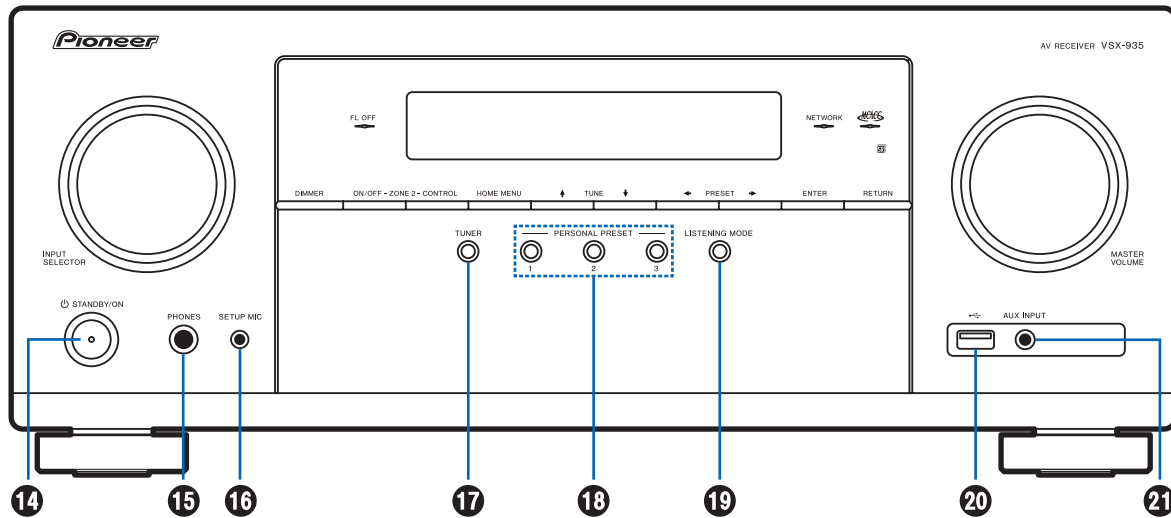 Pioneer
AV RECEIVER VSX-935
FL OFF
NETWORK
MCACC
DIMMER
ON/OFF - ZONE 2 - CONTROL
HOME MENU
TUNE
PRESET
ENTER
RETURN
TUNER
PERSONAL PRESET
LISTENING MODE
1
2
3
INPUT
SELECTOR
MASTER
VOLUME
STANDBY/ON
PHONES
SETUP MIC
AUX INPUT
14
15
16
17
18
19
20
21